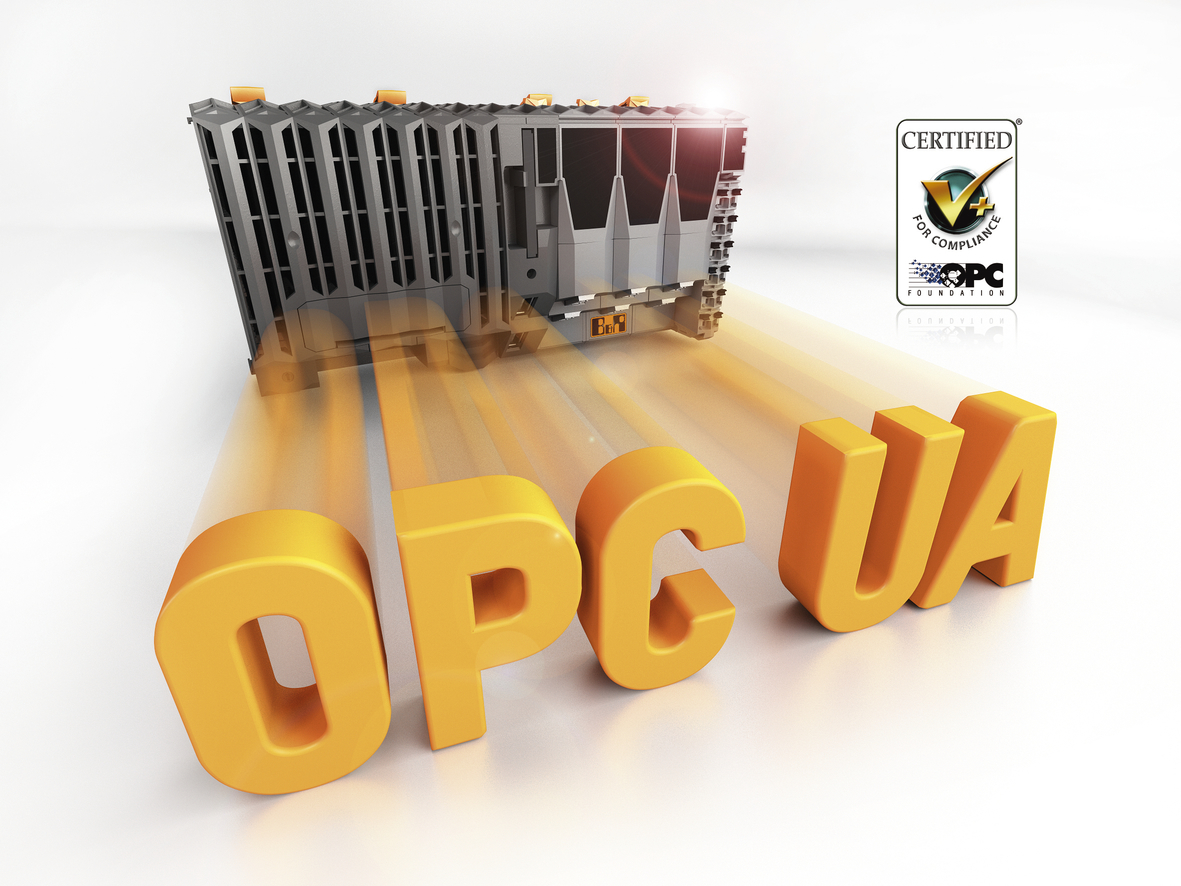 CERTIFIED®
V+
FOR COMPLIANCE
OPC
FOUNDATION
B&R
OPC UA